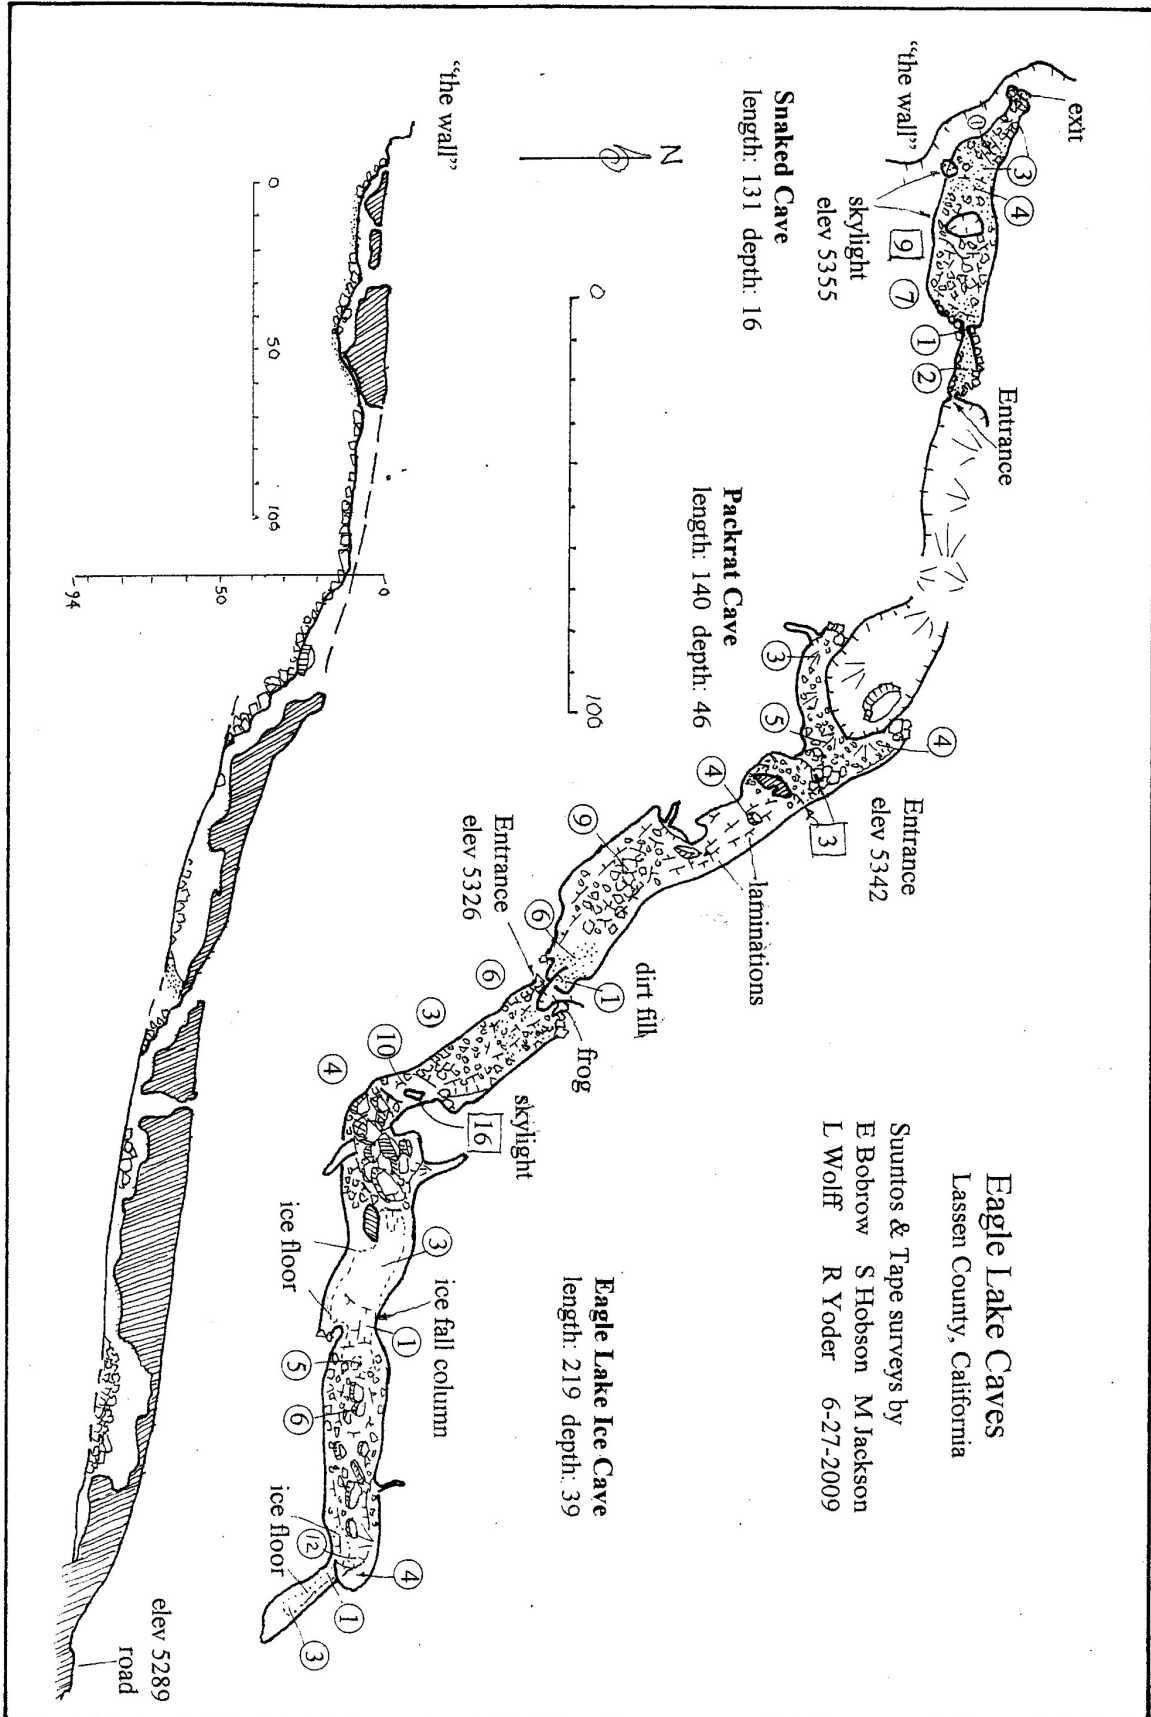 Eagle Lake Caves
Lassen County, California
Suuntos & Tape surveys by
E Bobrow S Hobson M Jackson
L Wolff R Yoder 6-27-2009
exit
3
4
"the wall"
skylight
elev 5355
9
7
1
2
Entrance
Snaked Cave
length: 131 depth: 16
N
0
100
Packrat Cave
length: 140 depth: 46
3
5
4
Entrance
elev 5342
3
4
laminations
9
6
dirt fill
1
frog
Entrance
elev 5326
6
3
10
4
skylight
16
Eagle Lake Ice Cave
length: 219 depth: 39
ice floor
3
ice fall column
1
5
6
ice floor
12
4
1
3
"the wall"
0
50
100
0
-50
-94
elev 5289
road